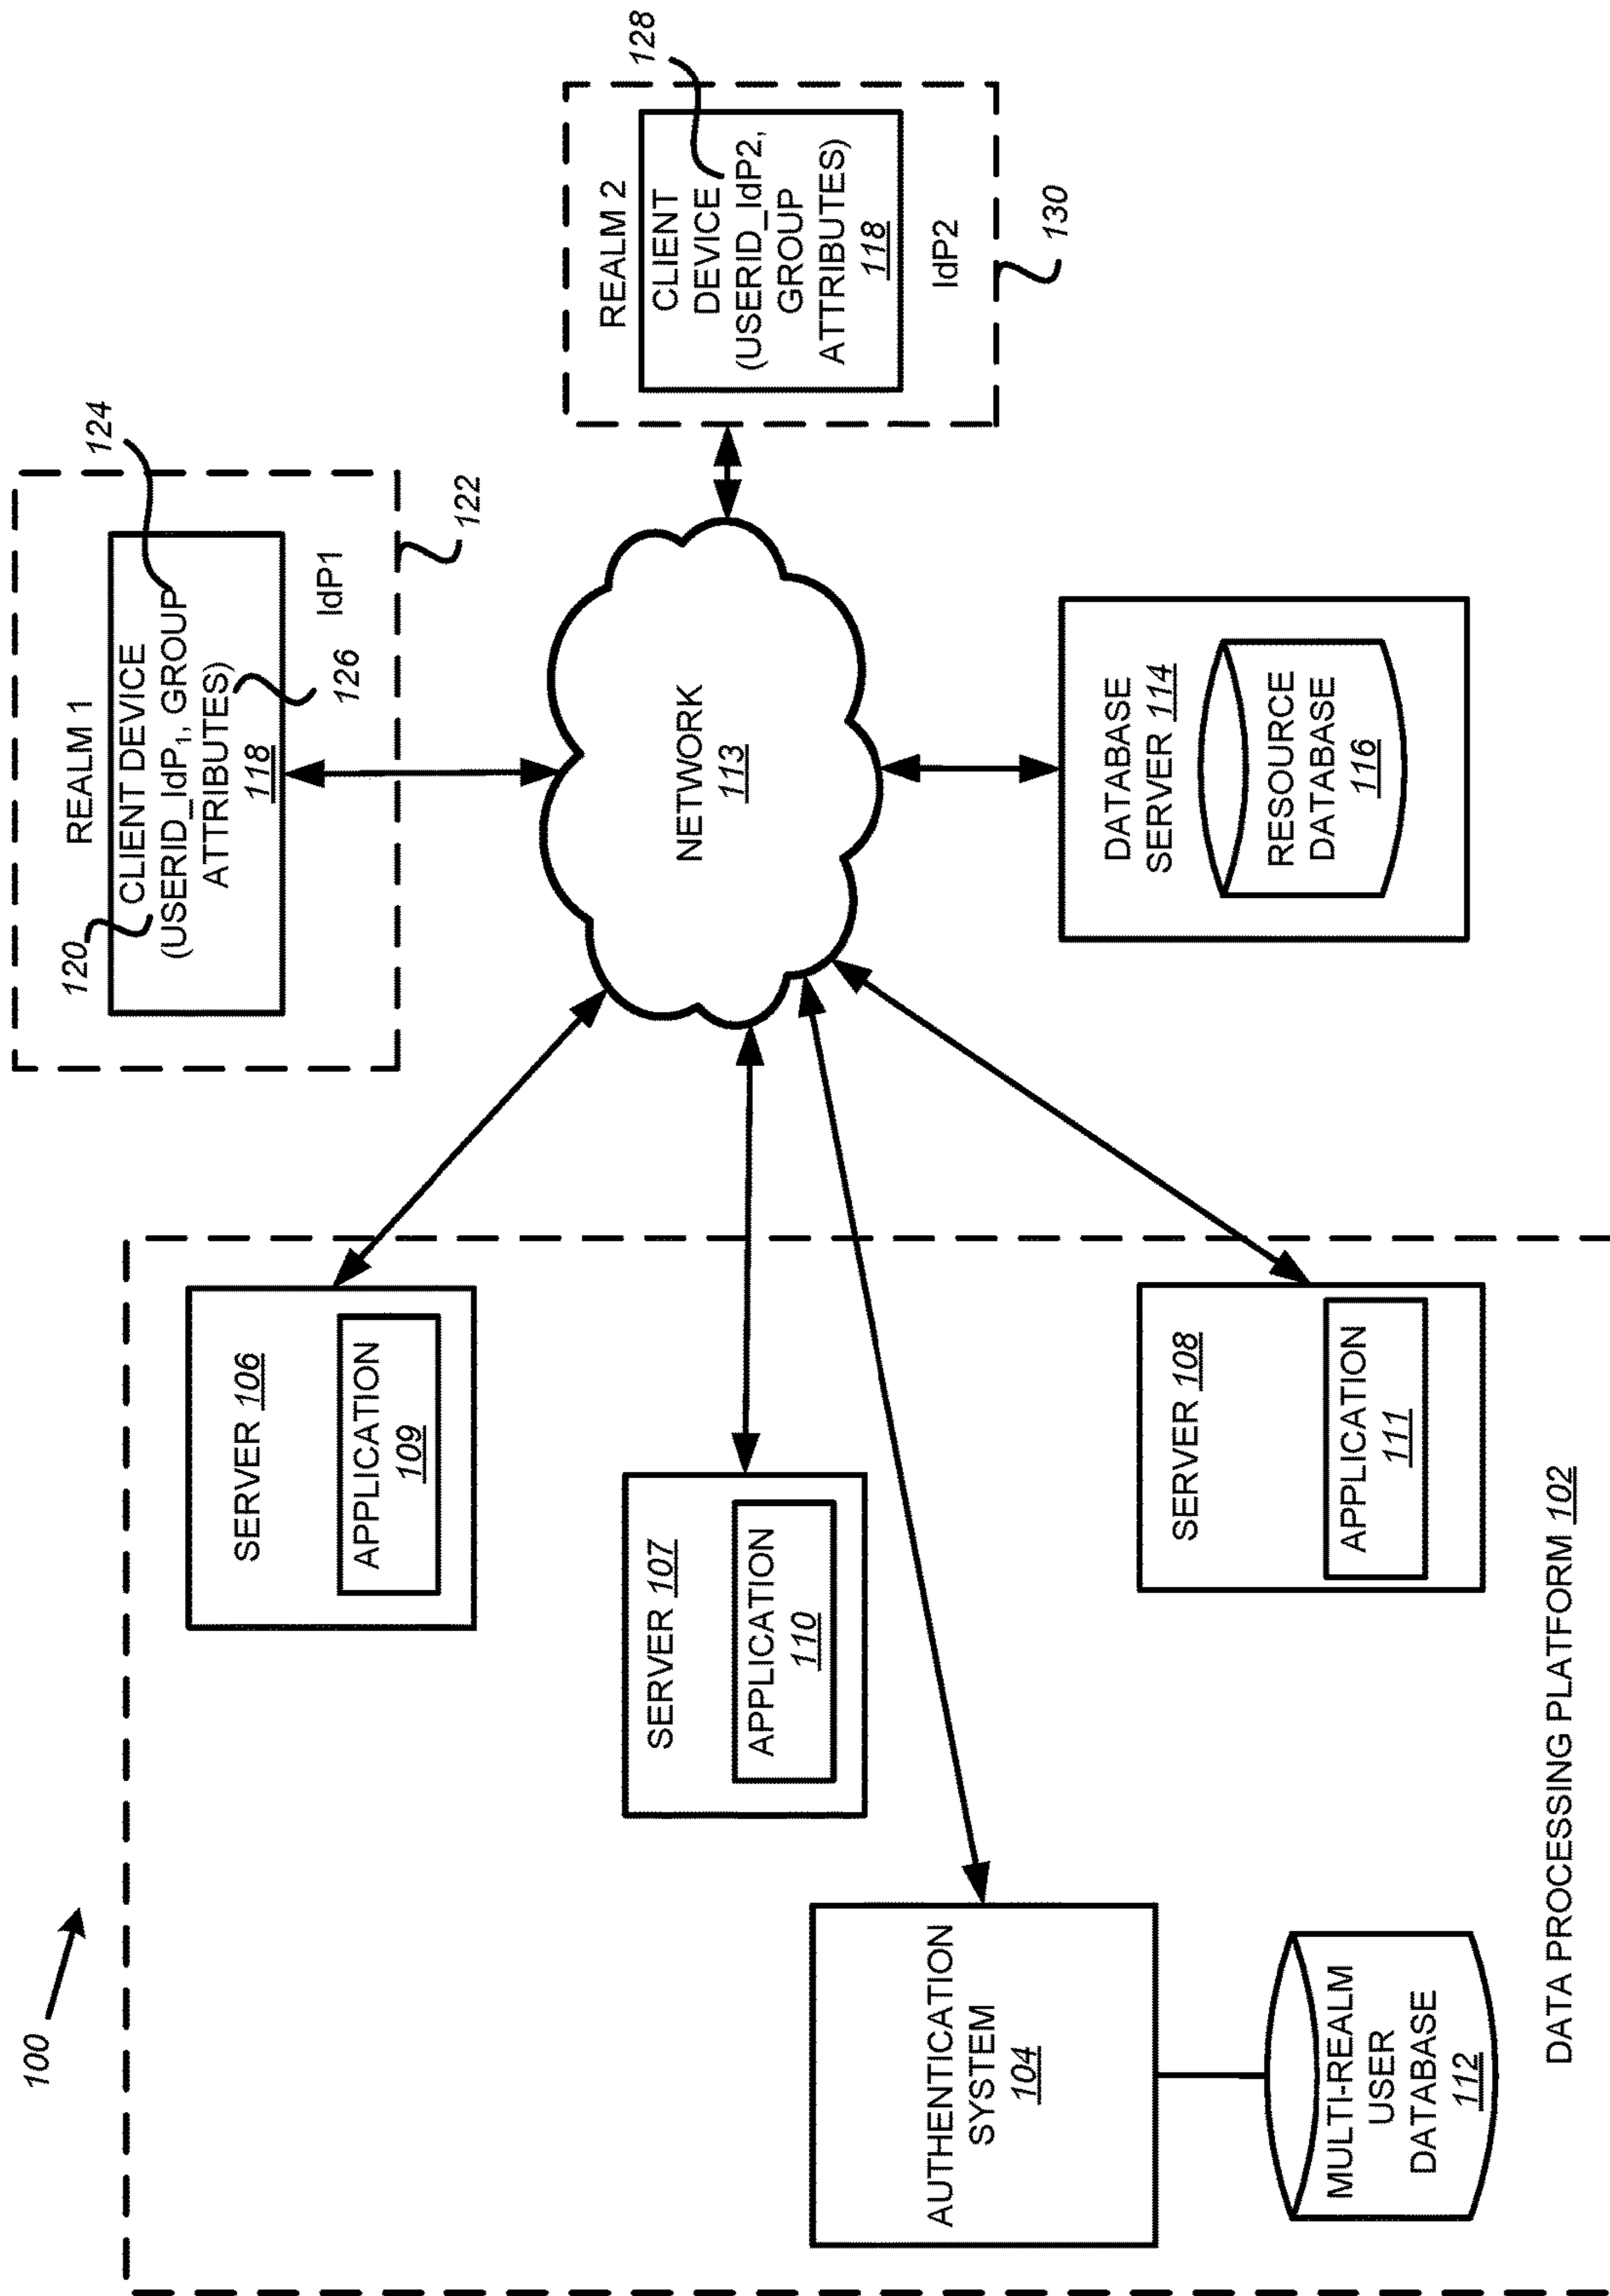 100
SERVER 106
APPLICATION
109
SERVER 107
APPLICATION
110
AUTHENTICATION
SYSTEM
104
MULTI-REALM
USER
DATABASE
112
SERVER 108
APPLICATION
111
DATA PROCESSING PLATFORM 102
REALM 1
120
CLIENT DEVICE
(USERID_IdP1, GROUP
ATTRIBUTES)
118
IdP1
124
126
122
NETWORK
113
DATABASE
SERVER 114
RESOURCE
DATABASE
116
REALM 2
CLIENT
DEVICE
(USERID_IdP2,
GROUP
ATTRIBUTES)
118
IdP2
128
130